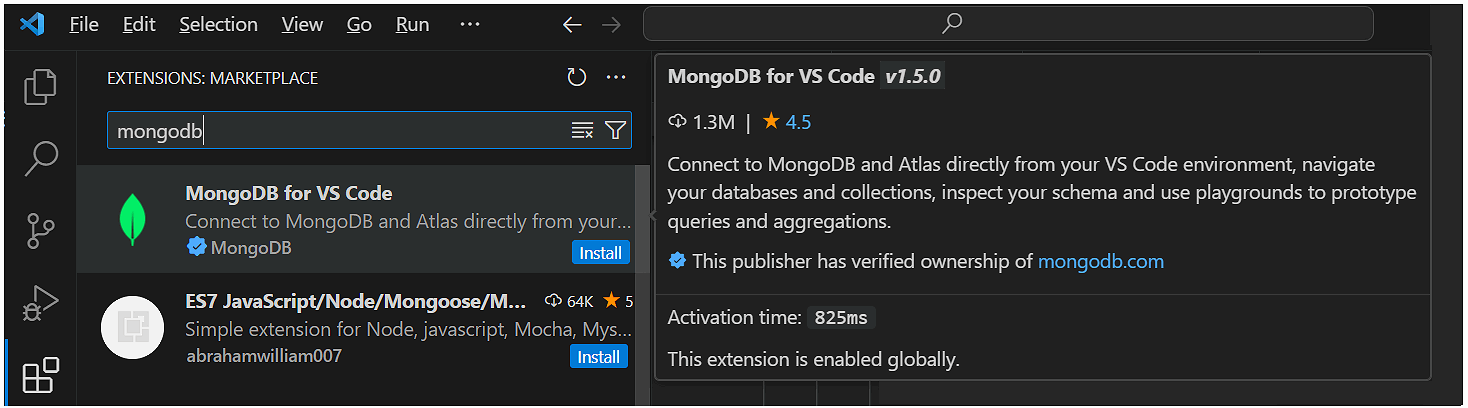 File Edit Selection View Go Run ···
EXTENSIONS: MARKETPLACE
mongodb
MongoDB for VS Code
Connect to MongoDB and Atlas directly from your...
MongoDB
Install
ES7 JavaScript/Node/Mongoose/M... 64K ★ 5
Simple extension for Node, javascript, Mocha, Mys...
abrahamwilliam007
Install
MongoDB for VS Code v1.5.0
1.3M | ★ 4.5
Connect to MongoDB and Atlas directly from your VS Code environment, navigate
your databases and collections, inspect your schema and use playgrounds to prototype
queries and aggregations.
This publisher has verified ownership of mongodb.com
Activation time: 825ms
This extension is enabled globally.